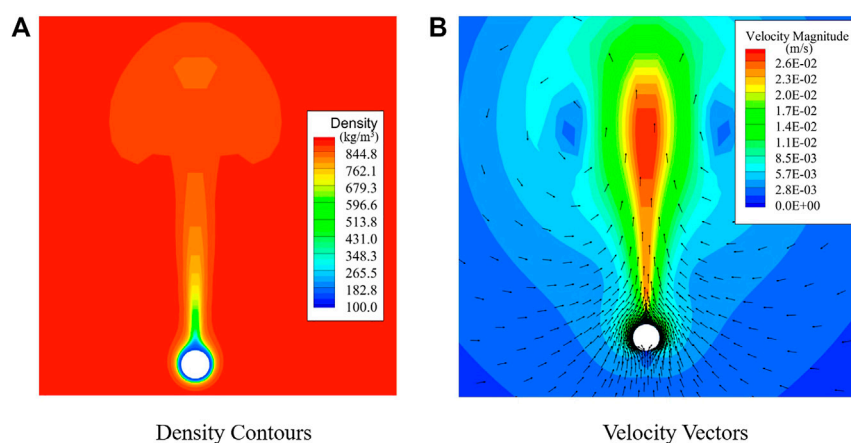 A
B
Density
(kg/m³)
844.8
762.1
679.3
596.6
513.8
431.0
348.3
265.5
182.8
100.0
Velocity Magnitude
(m/s)
2.6E-02
2.3E-02
2.0E-02
1.7E-02
1.4E-02
1.1E-02
8.5E-03
5.7E-03
2.8E-03
0.0E+00
Density Contours
Velocity Vectors